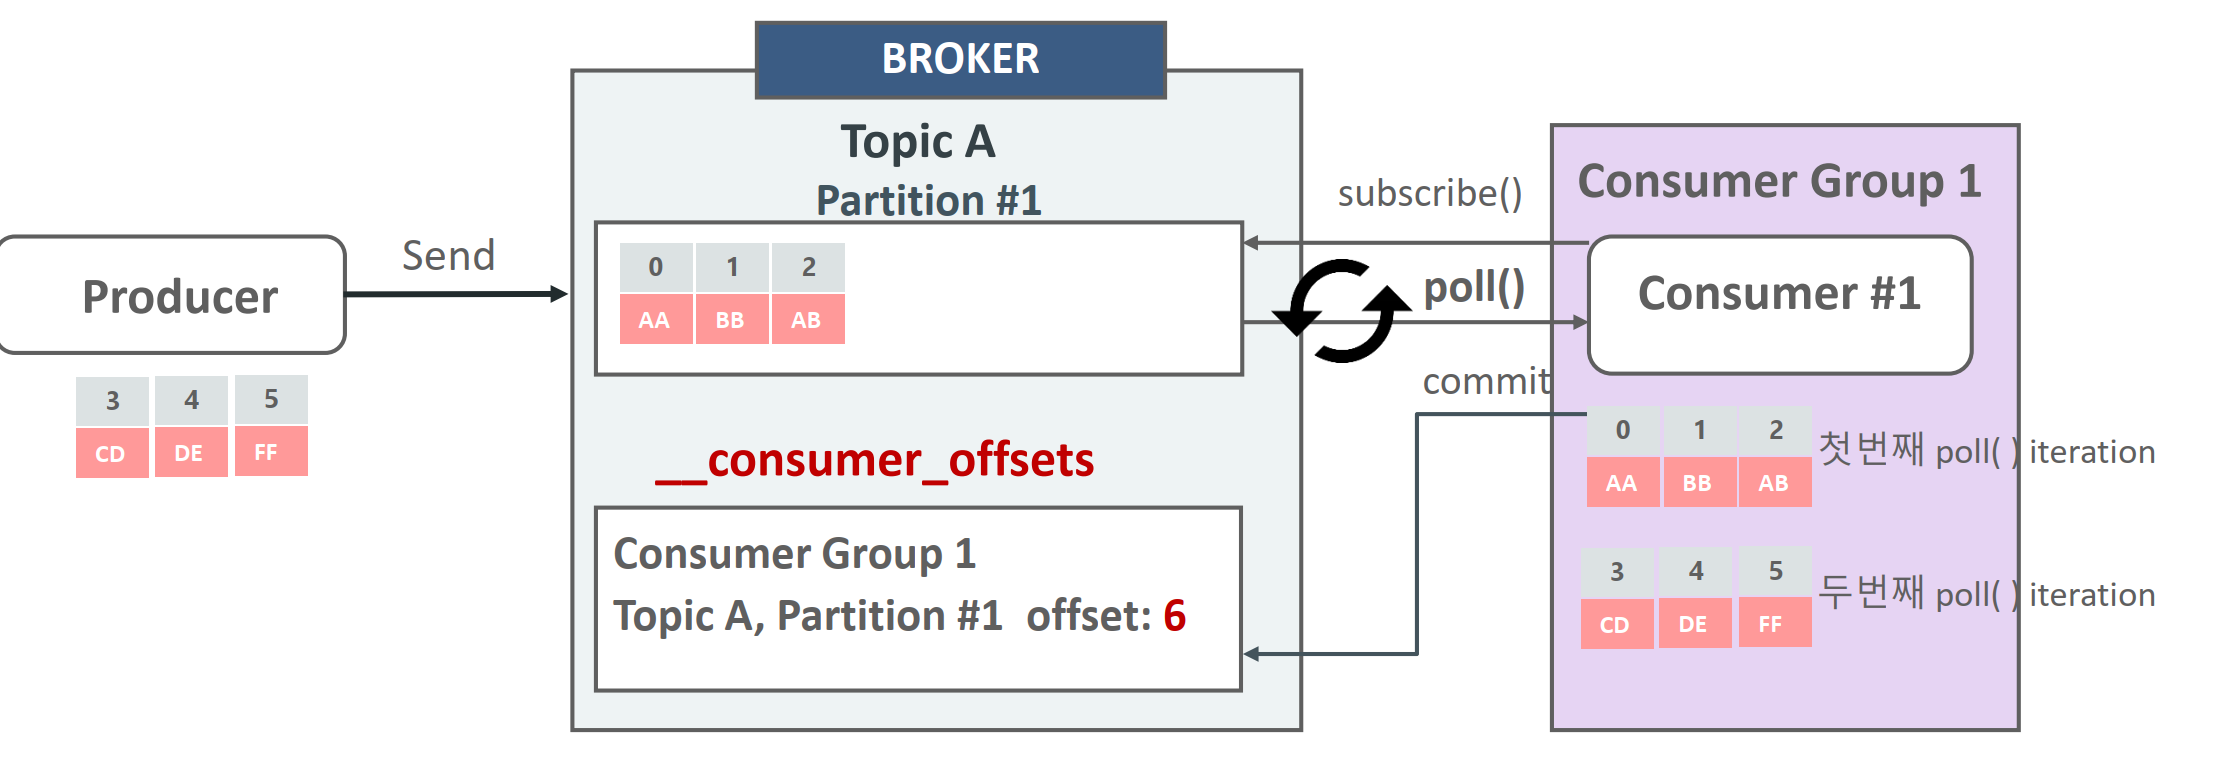 BROKER
Topic A
Partition #1
Producer
Send
3 4 5
CD DE FF
0 1 2
AA BB AB
__consumer_offsets
Consumer Group 1
Topic A, Partition #1 offset: 6
subscribe()
poll()
commit
Consumer Group 1
Consumer #1
0 1 2
AA BB AB
첫번째 poll( ) iteration
3 4 5
CD DE FF
두번째 poll( ) iteration